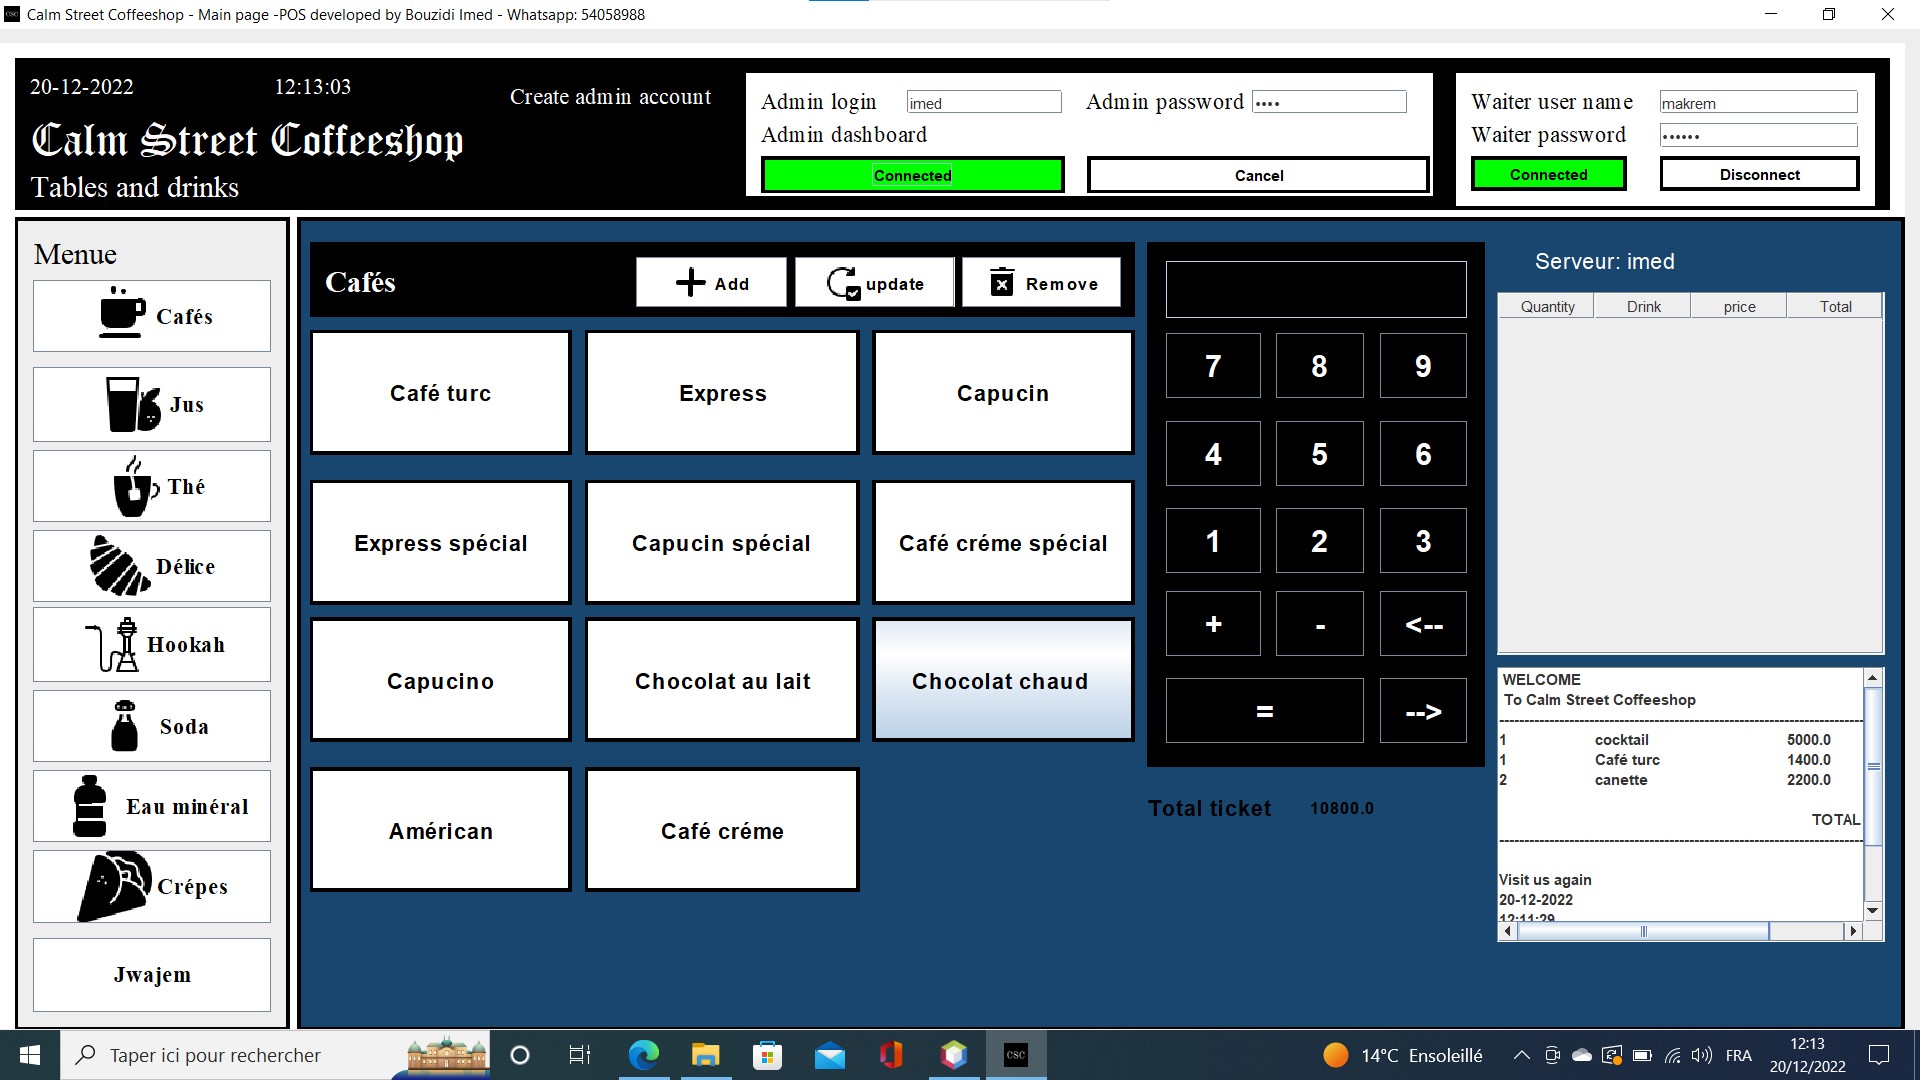 CSC Calm Street Coffeeshop - Main page -POS developed by Bouzidi Imed - Whatsapp: 54058988
20-12-2022 12:13:03
Create admin account
Calm Street Coffeeshop
Tables and drinks
Admin login imed Admin password ••••
Admin dashboard
Connected Cancel
Waiter user name makrem
Waiter password ••••••
Connected Disconnect
Menue
Cafés
Jus
Thé
Délice
Hookah
Soda
Eau minéral
Crépes
Jwajem
Cafés Add update Remove
Café turc Express Capucin
Express spécial Capucin spécial Café créme spécial
Capucino Chocolat au lait Chocolat chaud
Américan Café créme
7 8 9
4 5 6
1 2 3
+ - <--
= -->
Total ticket 10800.0
Serveur: imed
Quantity Drink price Total
WELCOME
To Calm Street Coffeeshop
1 cocktail 5000.0
1 Café turc 1400.0
2 canette 2200.0
TOTAL
Visit us again
20-12-2022
12:11:29
Taper ici pour rechercher
CSC
14°C Ensoleillé
FRA
12:13
20/12/2022